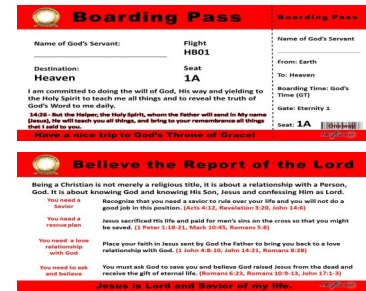 Boarding Pass
Boarding Pass
Name of God's Servant:
Flight
HB01
Name of God's Servant
Destination:
Heaven
Seat
1A
From: Earth
To: Heaven
Boarding Time: God's
Time (GT)
Gate: Eternity 1
Seat: 1A
I am committed to doing the will of God, His way and yielding to
the Holy Spirit to teach me all things and to reveal the truth of
God's Word to me daily.
14:26 - But the Helper, the Holy Spirit, whom the Father will send in My name
(Jesus), He will teach you all things, and bring to your remembrance all things
that I said to you.
Have a nice trip to God's Throne of Grace!
Believe the Report of the Lord
Being a Christian is not merely a religious title, it is about a relationship with a Person,
God. It is about knowing God and knowing His Son, Jesus and confessing Him as Lord.
You need a
Savior
Recognize that you need a savior to rule over your life and you will not do a
good job in this position. (Acts 4:12, Revelation 3:20, John 14:6)
You need a
rescue plan
Jesus sacrificed His life and paid for men's sins on the cross so that you might
be saved. (1 Peter 1:18-21, Mark 10:45, Romans 5:8)
You need a love
relationship
with God
Place your faith in Jesus sent by God the Father to bring you back to a love
relationship with God. (1 John 4:8-10, John 14:21, Romans 8:28)
You need to ask
and believe
You must ask God to save you and believe God raised Jesus from the dead and
receive the gift of eternal life. (Romans 6:23, Romans 10:9-13, John 17:1-3)
Jesus is Lord and Savior of my life.